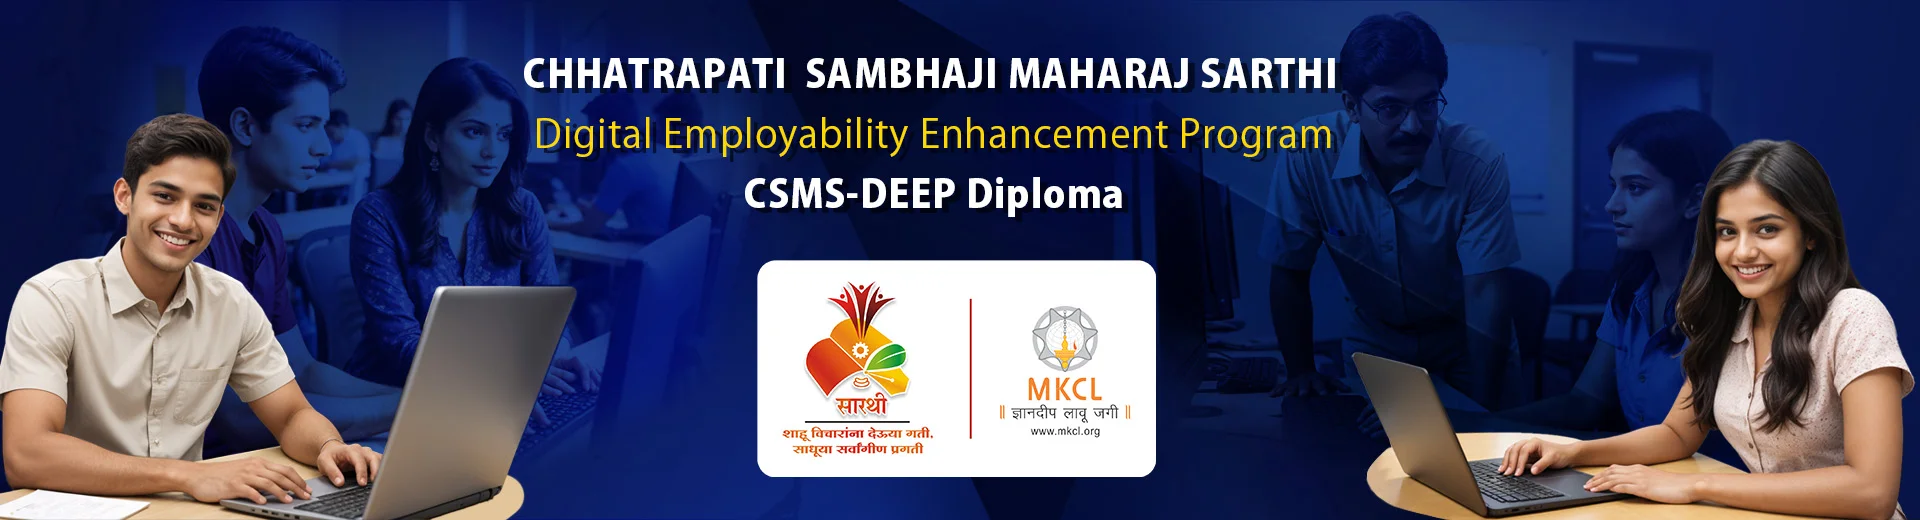 CHHATRAPATI SAMBHAJI MAHARAJ SARTHI
Digital Employability Enhancement Program
CSMS-DEEP Diploma
सारथी
शाहू विचारांना देऊया गती,
साधूया सर्वांगीण प्रगती
MKCL
॥ ज्ञानदीप लावू जगी ॥
www.mkcl.org